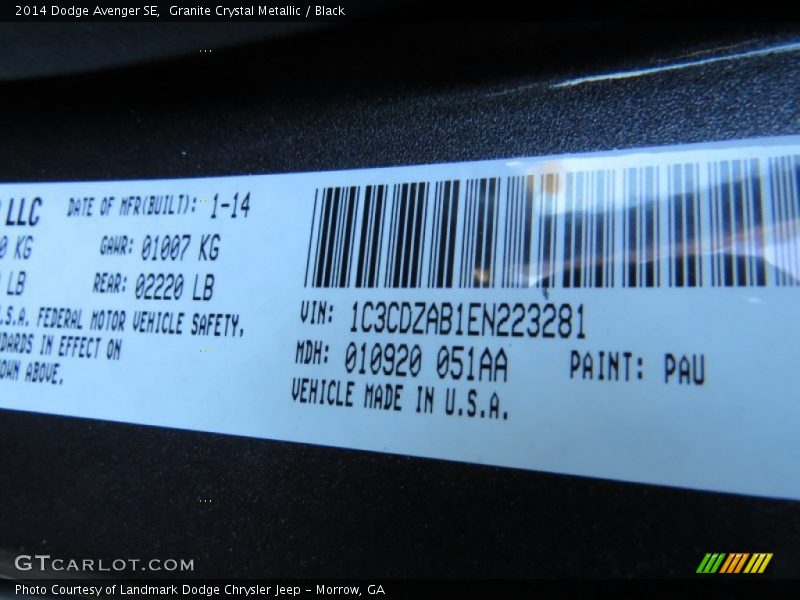 2014 Dodge Avenger SE,  Granite Crystal Metallic / Black
LLC DATE OF MFR(BUILT): 1-14
KG GAWR: 01007 KG
LB REAR: 02220 LB
U.S.A. FEDERAL MOTOR VEHICLE SAFETY,
IN EFFECT ON
ABOVE.
VIN: 1C3CDZAB1EN223281
MDH: 010920 051AA PAINT: PAU
VEHICLE MADE IN U.S.A.
GTCARLOT.COM
Photo Courtesy of Landmark Dodge Chrysler Jeep - Morrow, GA